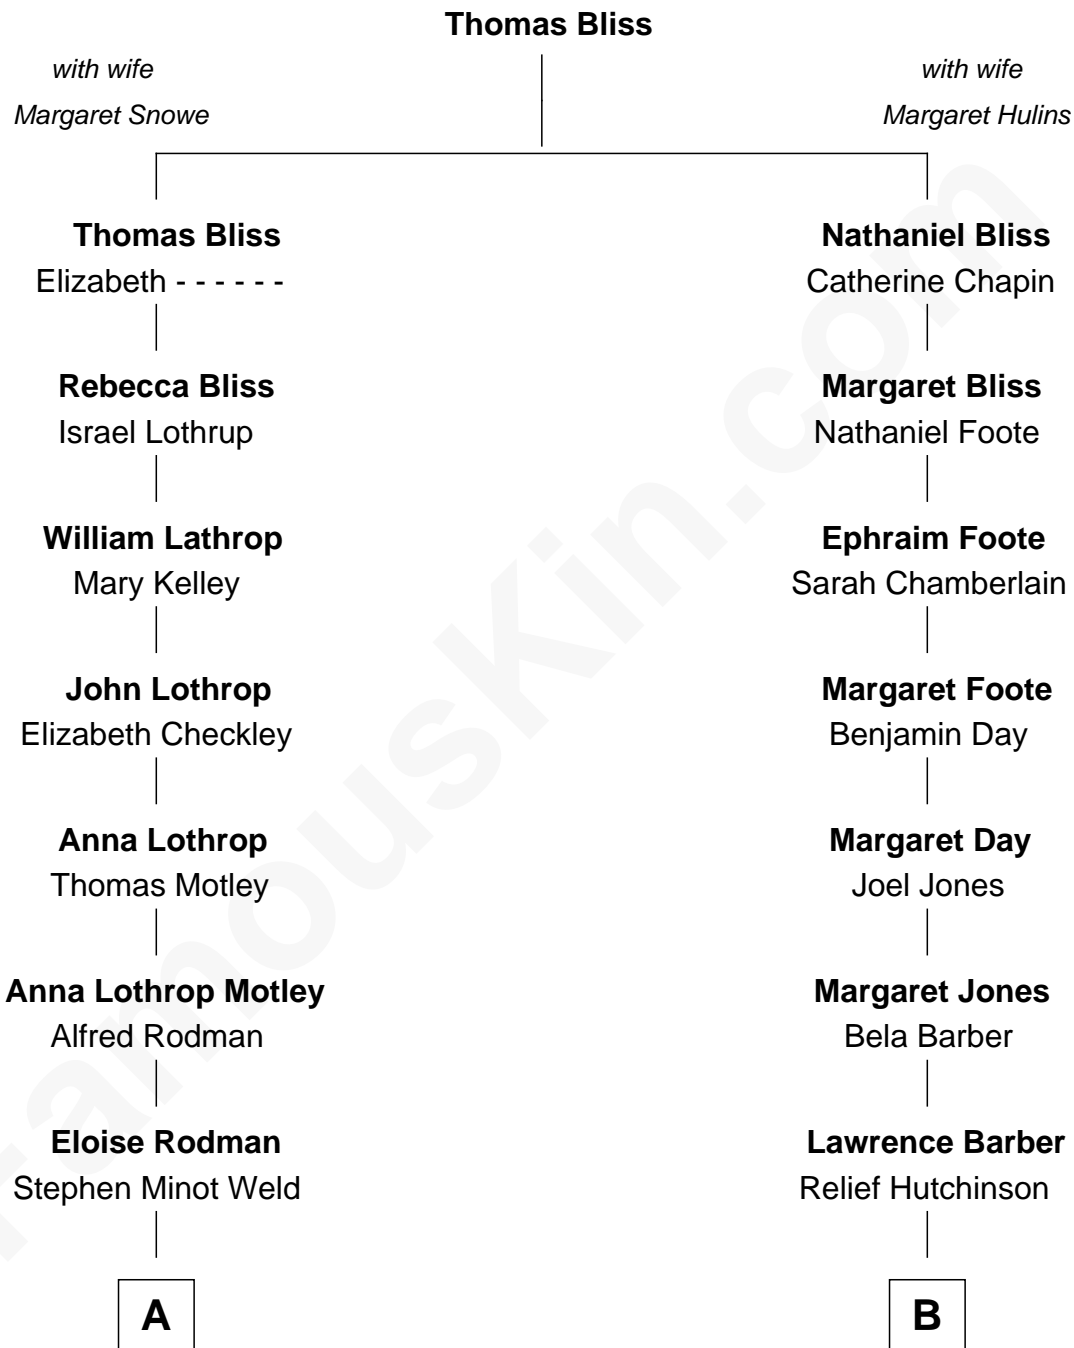 Thomas Bliss
with wife
Margaret Snowe
with wife
Margaret Hulins
Thomas Bliss
Elizabeth - - - - - -
Rebecca Bliss
Israel Lothrup
William Lathrop
Mary Kelley
John Lothrop
Elizabeth Checkley
Anna Lothrop
Thomas Motley
Anna Lothrop Motley
Alfred Rodman
Eloise Rodman
Stephen Minot Weld
A
Nathaniel Bliss
Catherine Chapin
Margaret Bliss
Nathaniel Foote
Ephraim Foote
Sarah Chamberlain
Margaret Foote
Benjamin Day
Margaret Day
Joel Jones
Margaret Jones
Bela Barber
Lawrence Barber
Relief Hutchinson
B
FamousKin.com